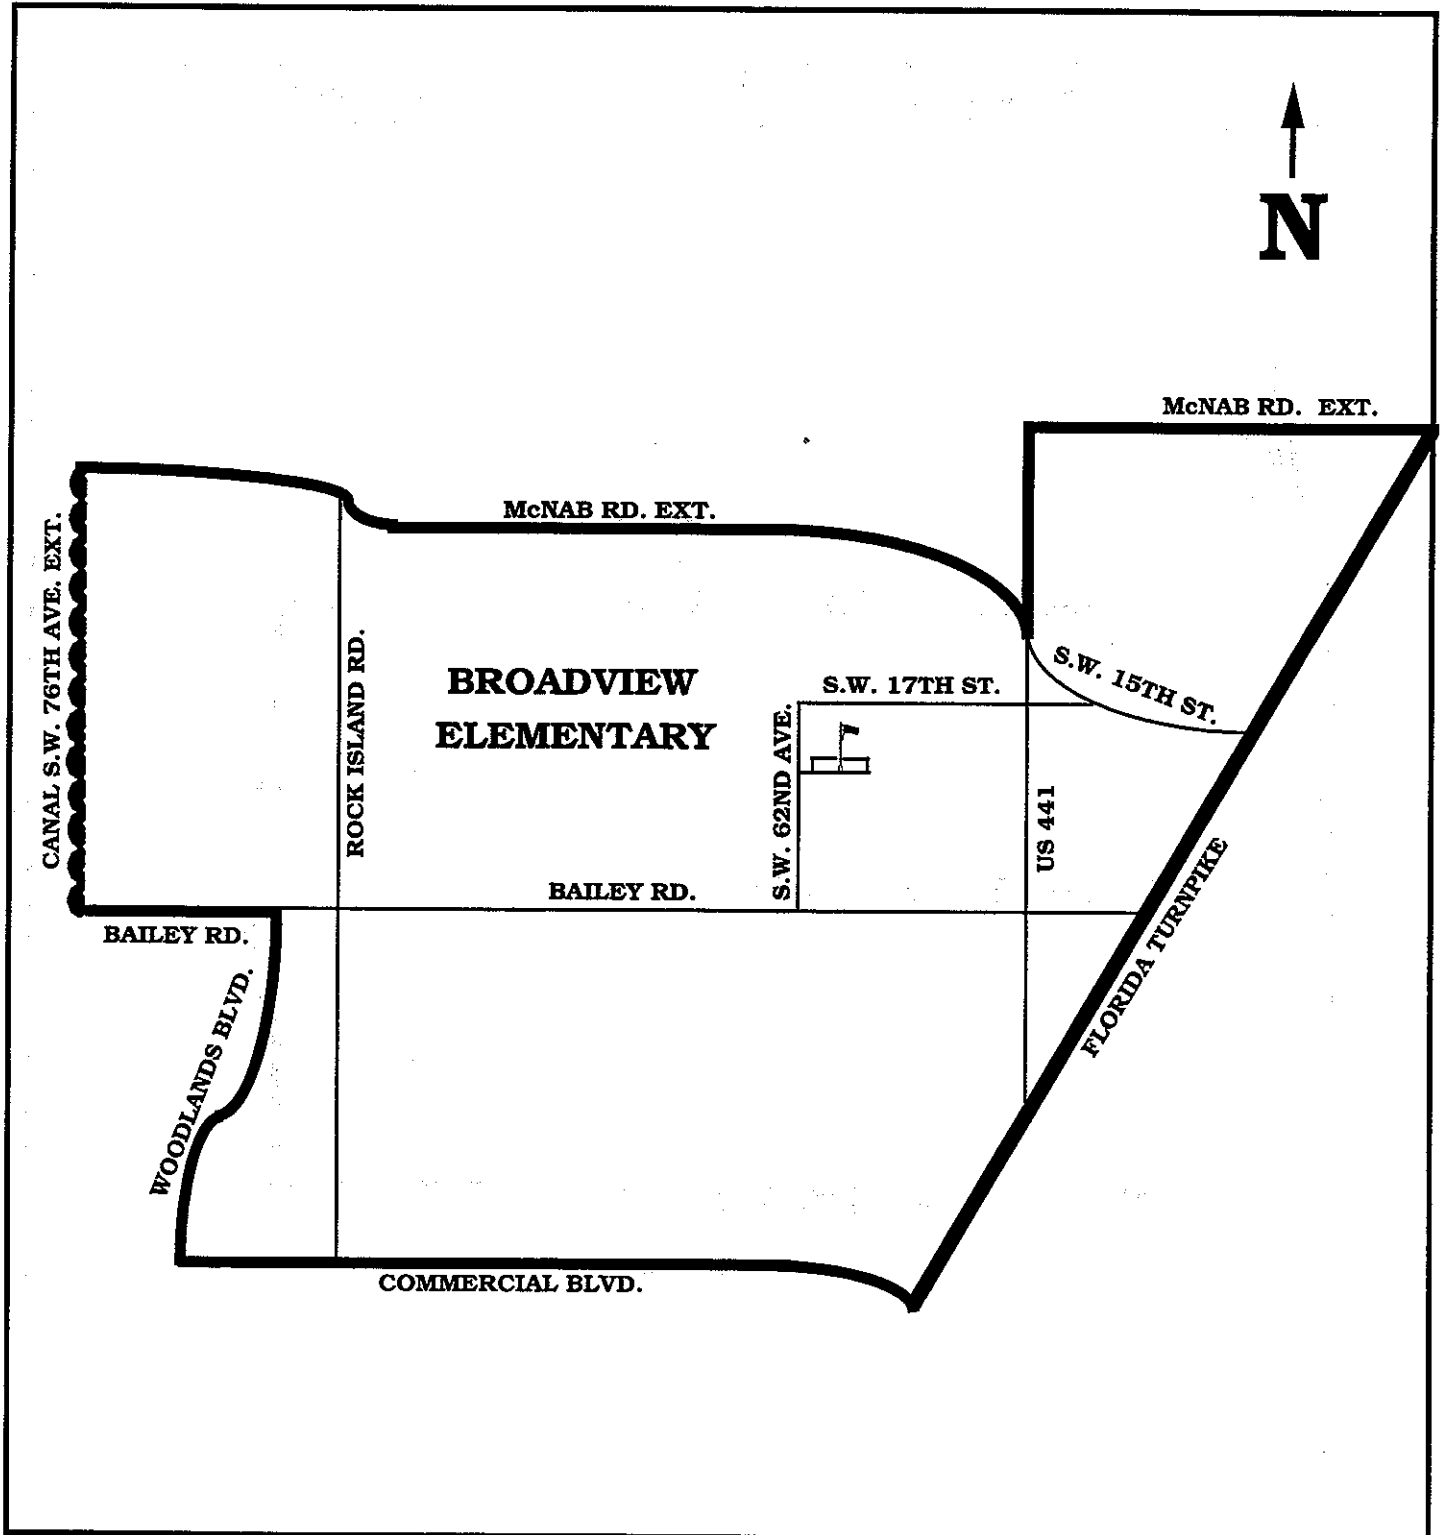 N
McNAB RD. EXT.
McNAB RD. EXT.
CANAL S.W. 76TH AVE. EXT.
ROCK ISLAND RD.
BROADVIEW
ELEMENTARY
S.W. 17TH ST.
S.W. 15TH ST.
S.W. 62ND AVE.
US 441
BAILEY RD.
BAILEY RD.
FLORIDA TURNPIKE
WOODLANDS BLVD.
COMMERCIAL BLVD.